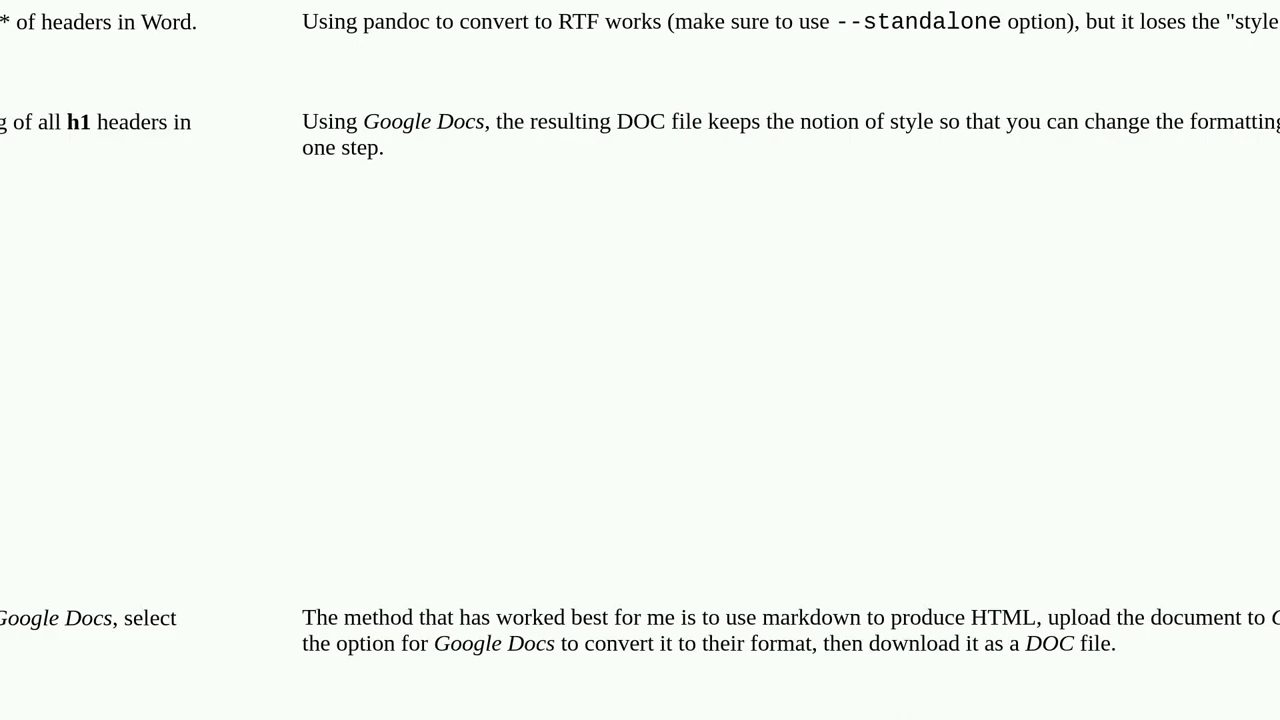 * of headers in Word.
Using pandoc to convert to RTF works (make sure to use --standalone option), but it loses the "style
g of all h1 headers in
Using Google Docs, the resulting DOC file keeps the notion of style so that you can change the formatting
one step.
Google Docs, select
The method that has worked best for me is to use markdown to produce HTML, upload the document to
the option for Google Docs to convert it to their format, then download it as a DOC file.